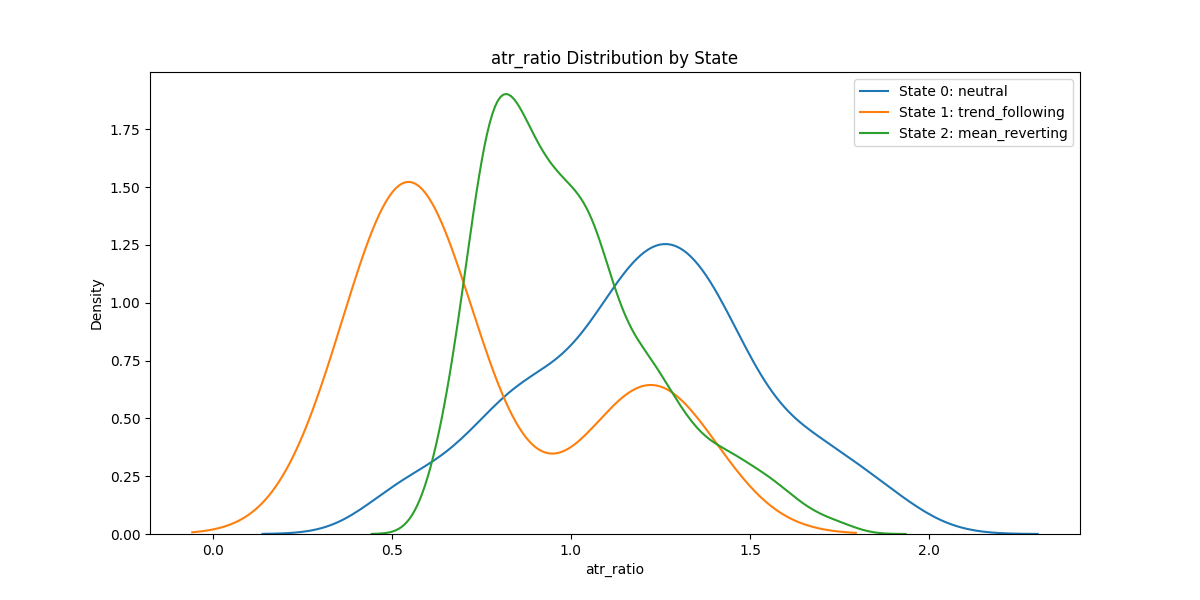 atr_ratio Distribution by State
State 0: neutral
State 1: trend_following
State 2: mean_reverting
Density
1.75
1.50
1.25
1.00
0.75
0.50
0.25
0.00
0.0 0.5 1.0 1.5 2.0
atr_ratio